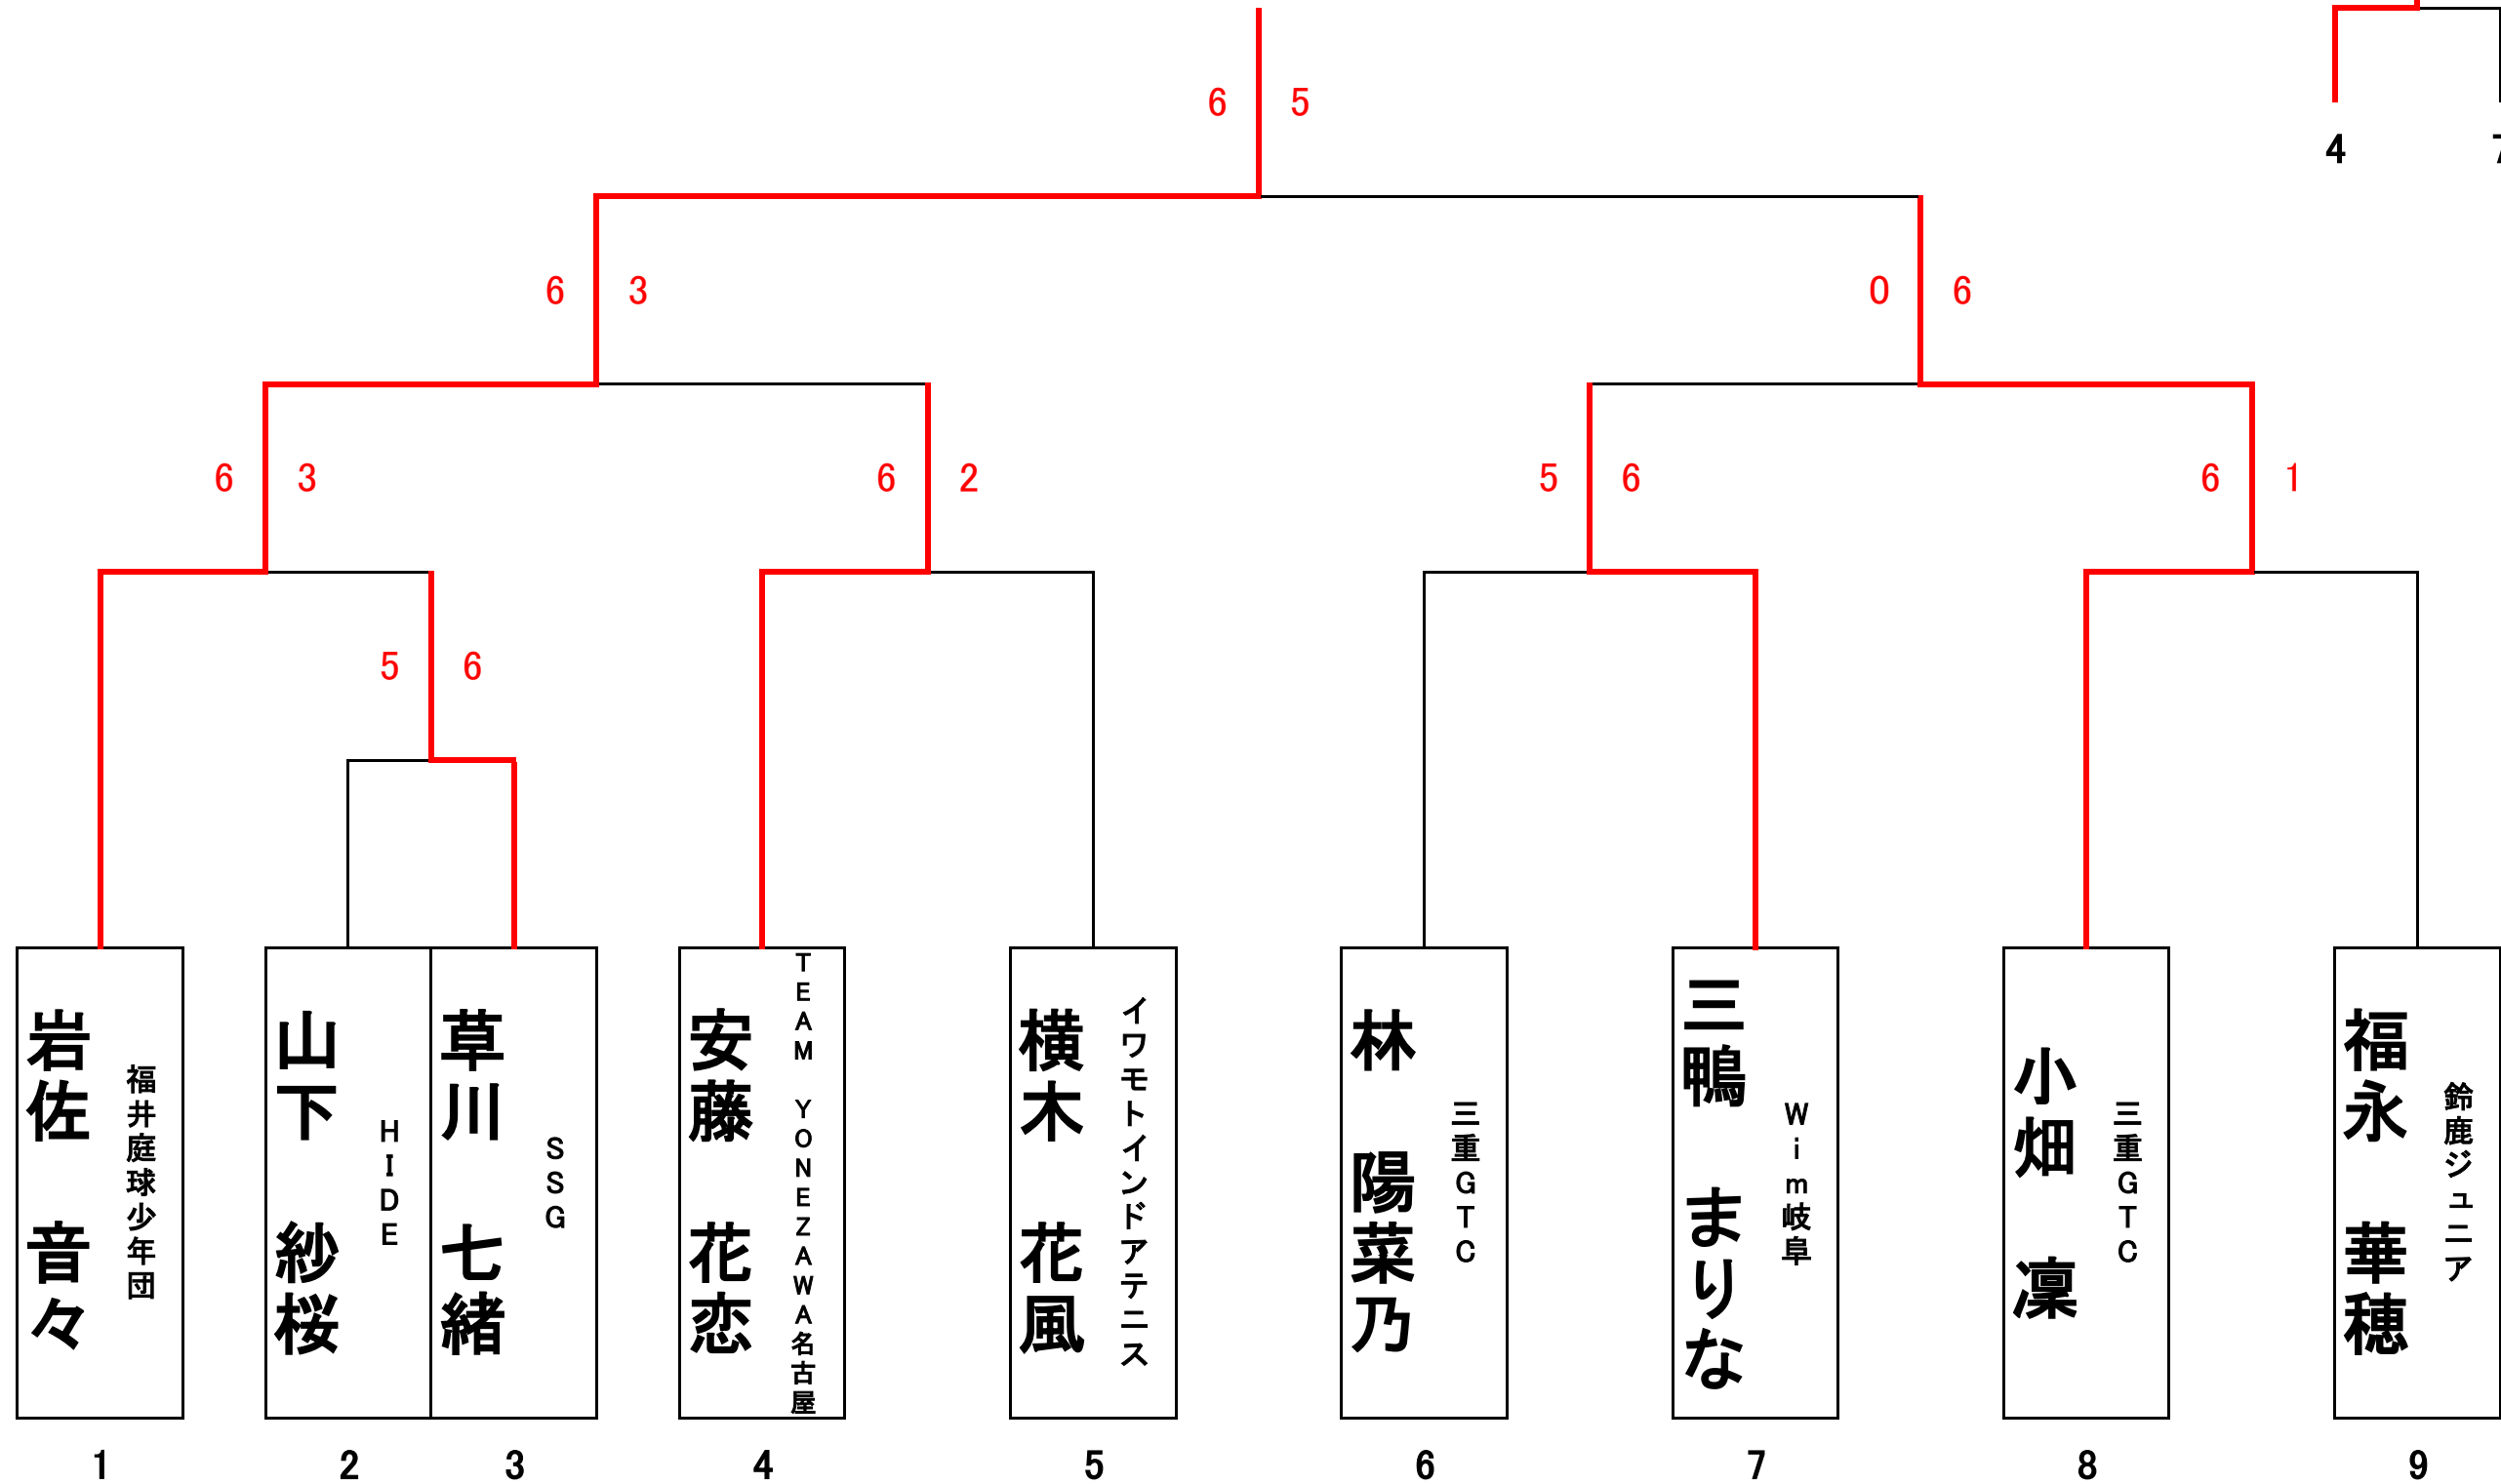 6 5
4 7
6 3
0 6
6 3
6 2
5 6
6 1
5 6
岩佐 音々
福井庭球少年団
山下 紗桜
HIDE
草川 七緒
SSG
安藤 花恋
TEAM YONEZAWA名古屋
横木 花風
イワモトインドアテニス
林 陽菜乃
三重GTC
三鴨 まりな
Wim岐阜
小畑 凜
三重GTC
福永 華穂
鈴鹿ジュニア
1 2 3 4 5 6 7 8 9